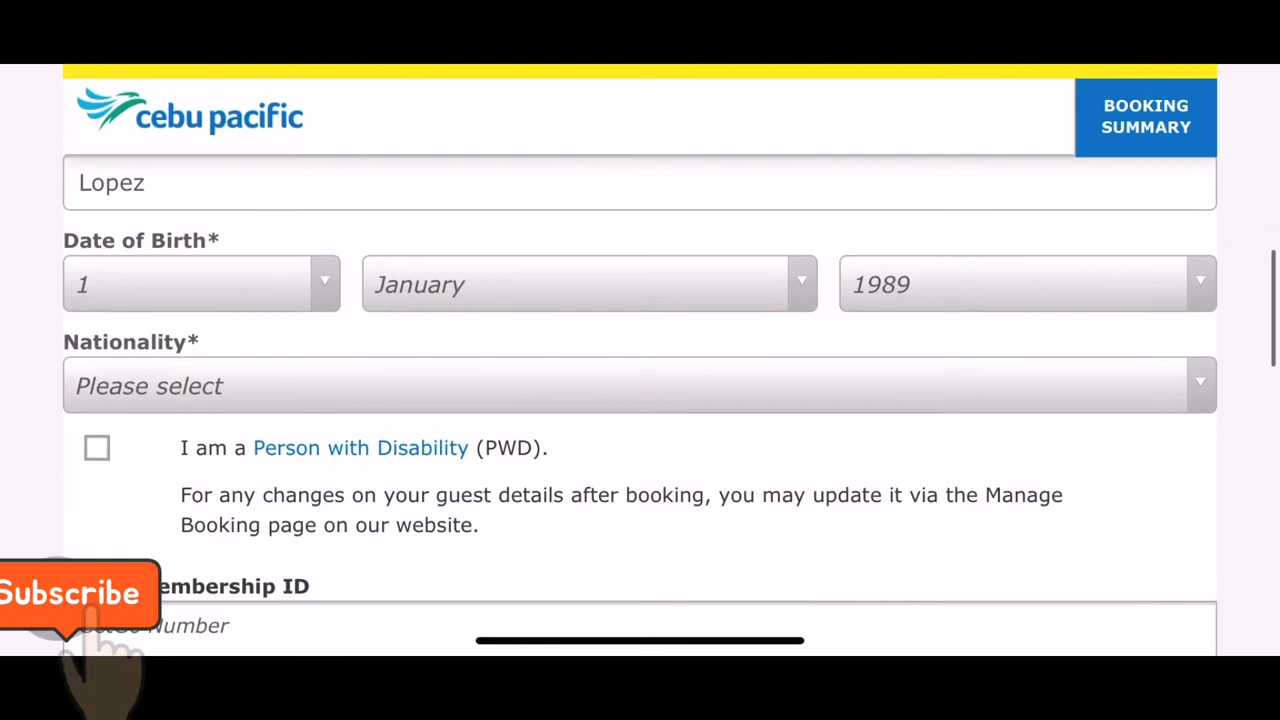 cebu pacific
BOOKING
SUMMARY
Lopez
Date of Birth*
1 January 1989
Nationality*
Please select
I am a Person with Disability (PWD).
For any changes on your guest details after booking, you may update it via the Manage
Booking page on our website.
Subscribe
embership ID
Number